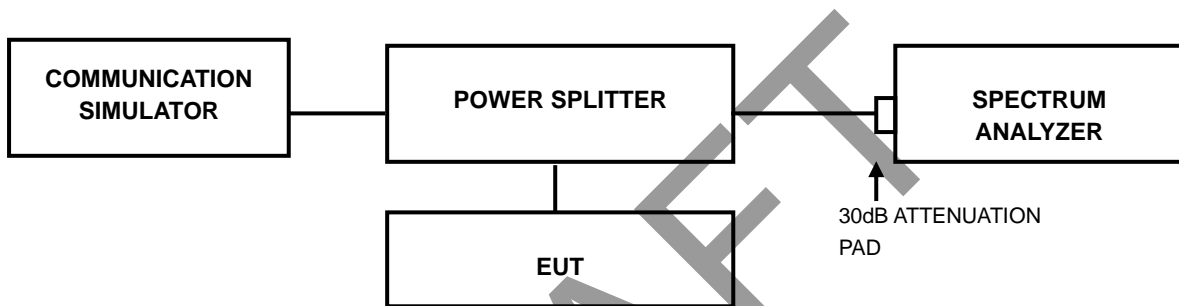 COMMUNICATION
SIMULATOR
POWER SPLITTER
SPECTRUM
ANALYZER
30dB ATTENUATION
PAD
EUT